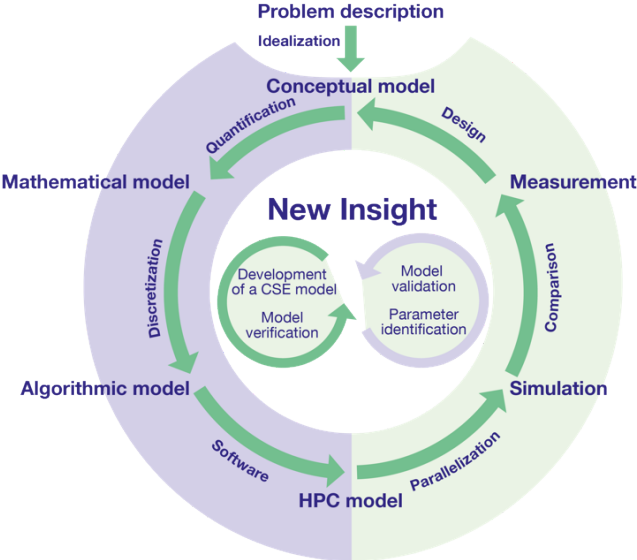 Problem description
Idealization
Conceptual model
Quantification
Design
Mathematical model
Measurement
New Insight
Development
of a CSE model
Model
verification
Model
validation
Parameter
identification
Discretization
Comparison
Algorithmic model
Simulation
Software
Parallelization
HPC model